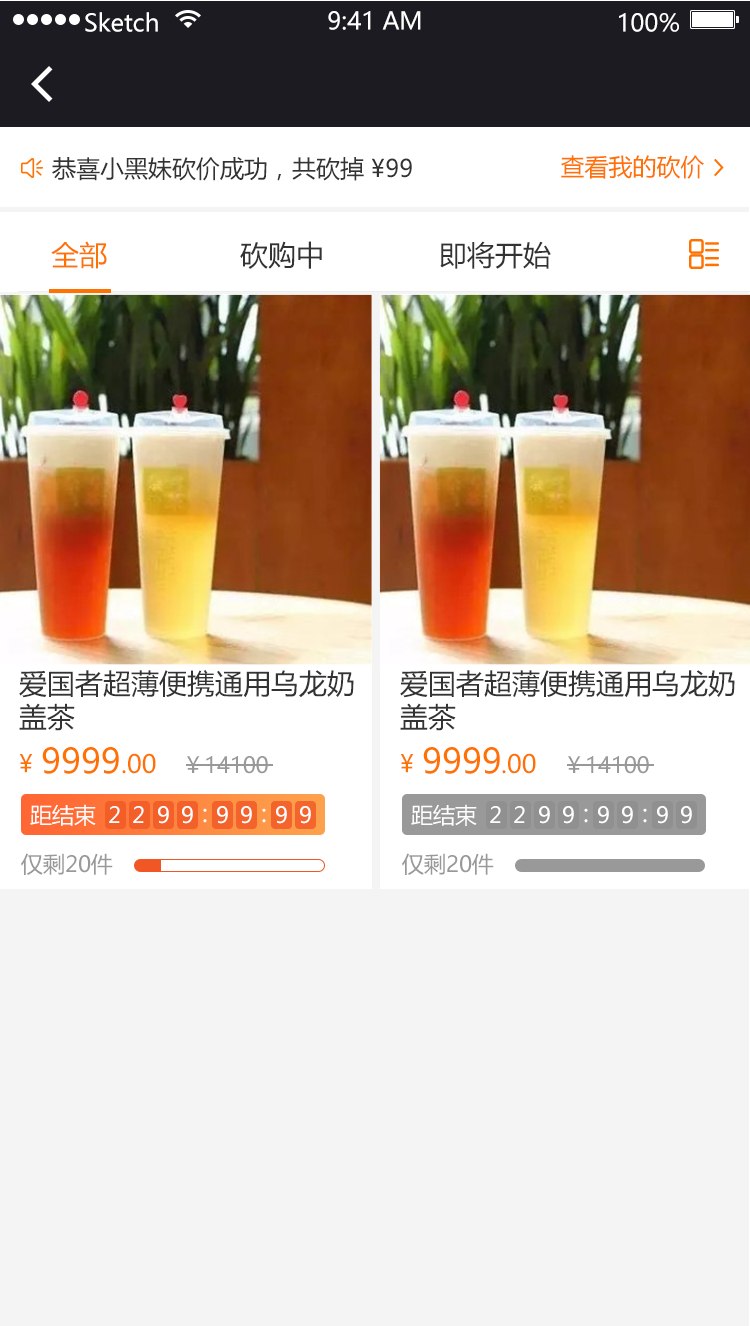 Sketch 9:41 AM 100%
恭喜小黑妹砍价成功，共砍掉 ¥99 查看我的砍价
全部 砍购中 即将开始
爱国者超薄便携通用乌龙奶
盖茶
¥ 9999.00 ¥ 14100
距结束 2 2 9 9 : 9 9 : 9 9
仅剩20件
爱国者超薄便携通用乌龙奶
盖茶
¥ 9999.00 ¥ 14100
距结束 2 2 9 9 : 9 9 : 9 9
仅剩20件